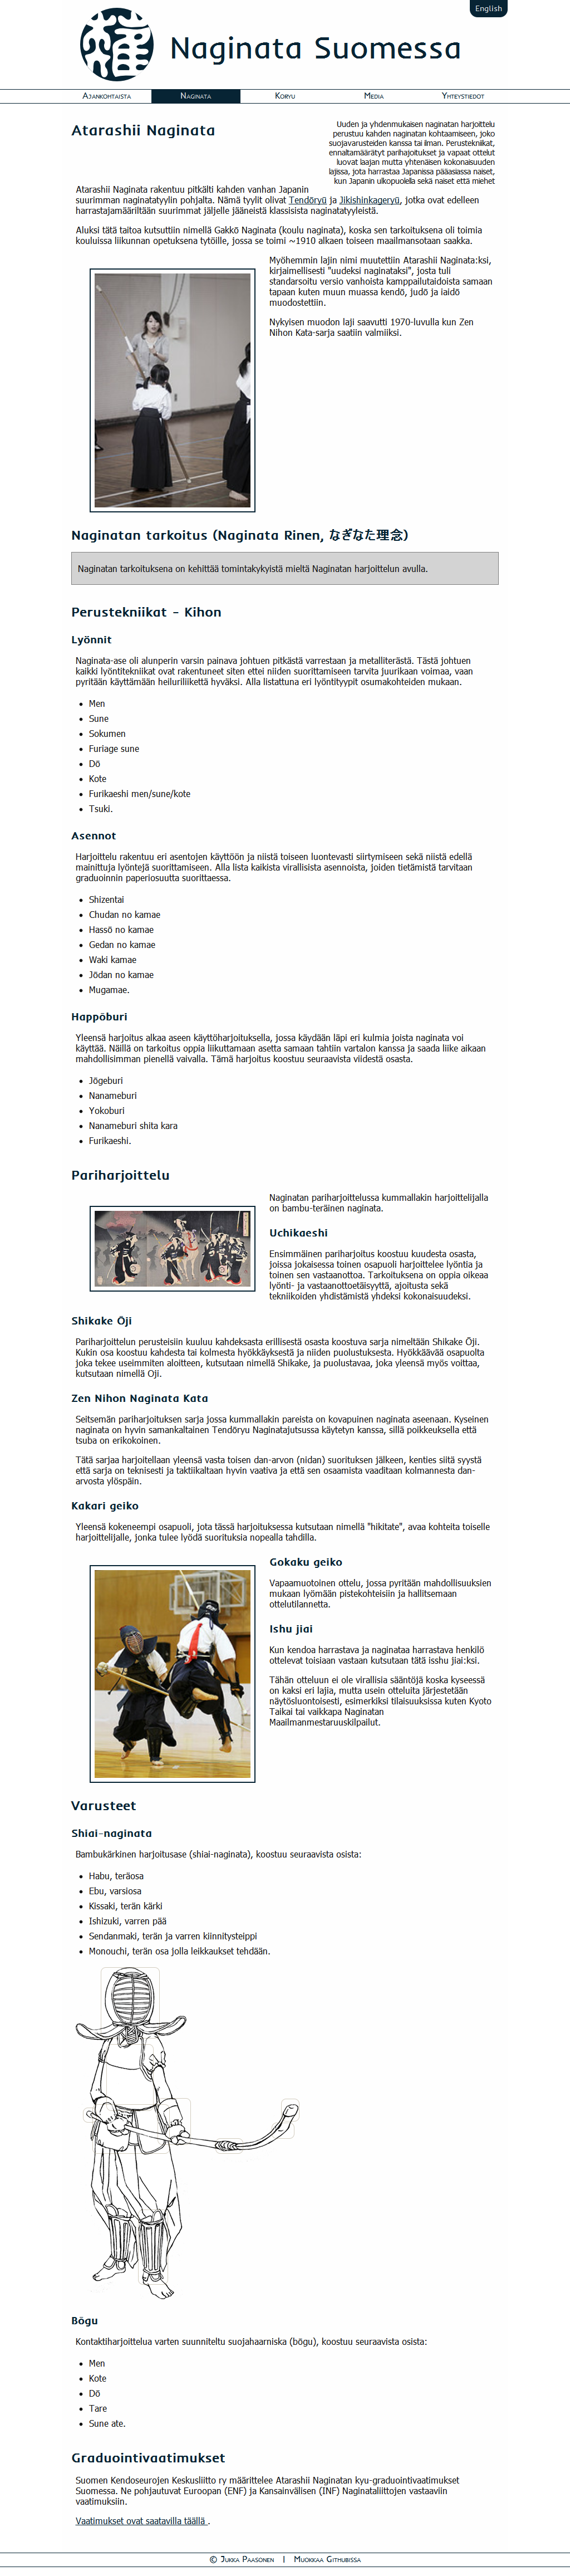 English
Naginata Suomessa
Ajankohtaista Naginata Koryu Media Yhteystiedot
Atarashii Naginata
Uuden ja yhdenmukaisen naginatan harjoittelu
perustuu kahden naginatan kohtaamiseen, joko
suojavarusteiden kanssa tai ilman. Perustekniikat,
ennaltamäärätyt pariharjoitukset ja vapaat ottelut
luovat laajan mutta yhtenäisen kokonaisuuden
lajissa, jota harrastaa Japanissa pääasiassa naiset,
kun Japanin ulkopuolella sekä naiset että miehet
Atarashii Naginata rakentuu pitkälti kahden vanhan Japanin
suurimman naginatatyylin pohjalta. Nämä tyylit olivat Tendōryū ja Jikishinkageryū, jotka ovat edelleen
harrastajamääriltään suurimmat jäljelle jääneistä klassisista naginatatyyleistä.
Aluksi tätä taitoa kutsuttiin nimellä Gakkō Naginata (koulu naginata), koska sen tarkoituksena oli toimia
kouluissa liikunnan opetuksena tytöille, jossa se toimi ~1910 alkaen toiseen maailmansotaan saakka.
Myöhemmin lajin nimi muutettiin Atarashii Naginata:ksi,
kirjaimellisesti "uudeksi naginataksi", josta tuli
standarsoitu versio vanhoista kamppailutaidoista samaan
tapaan kuten muun muassa kendō, judō ja iaidō
muodostettiin.
Nykyisen muodon laji saavutti 1970-luvulla kun Zen
Nihon Kata-sarja saatiin valmiiksi.
Naginatan tarkoitus (Naginata Rinen, なぎなた理念)
Naginatan tarkoituksena on kehittää tomintakykyistä mieltä Naginatan harjoittelun avulla.
Perustekniikat - Kihon
Lyönnit
Naginata-ase oli alunperin varsin painava johtuen pitkästä varrestaan ja metalliterästä. Tästä johtuen
kaikki lyöntitekniikat ovat rakentuneet siten ettei niiden suorittamiseen tarvita juurikaan voimaa, vaan
pyritään käyttämään heiluriliikettä hyväksi. Alla listattuna eri lyöntityypit osumakohteiden mukaan.
Men
Sune
Sokumen
Furiage sune
Dō
Kote
Furikaeshi men/sune/kote
Tsuki.
Asennot
Harjoittelu rakentuu eri asentojen käyttöön ja niistä toiseen luontevasti siirtymiseen sekä niistä edellä
mainittuja lyöntejä suorittamiseen. Alla lista kaikista virallisista asennoista, joiden tietämistä tarvitaan
graduoinnin paperiosuutta suorittaessa.
Shizentai
Chudan no kamae
Hassō no kamae
Gedan no kamae
Waki kamae
Jōdan no kamae
Mugamae.
Happōburi
Yleensä harjoitus alkaa aseen käyttöharjoituksella, jossa käydään läpi eri kulmia joista naginata voi
käyttää. Näillä on tarkoitus oppia liikuttamaan asetta samaan tahtiin vartalon kanssa ja saada liike aikaan
mahdollisimman pienellä vaivalla. Tämä harjoitus koostuu seuraavista viidestä osasta.
Jōgeburi
Nanameburi
Yokoburi
Nanameburi shita kara
Furikaeshi.
Pariharjoittelu
Naginatan pariharjoittelussa kummallakin harjoittelijalla
on bambu-teräinen naginata.
Uchikaeshi
Ensimmäinen pariharjoitus koostuu kuudesta osasta,
joissa jokaisessa toinen osapuoli harjoittelee lyöntia ja
toinen sen vastaanottoa. Tarkoituksena on oppia oikeaa
lyönti- ja vastaanottoetäisyyttä, ajoitusta sekä
tekniikoiden yhdistämistä yhdeksi kokonaisuudeksi.
Shikake Ōji
Pariharjoittelun perusteisiin kuuluu kahdeksasta erillisestä osasta koostuva sarja nimeltään Shikake Ōji.
Kukin osa koostuu kahdesta tai kolmesta hyökkäyksestä ja niiden puolustuksesta. Hyökkäävää osapuolta
joka tekee useimmiten aloitteen, kutsutaan nimellä Shikake, ja puolustavaa, joka yleensä myös voittaa,
kutsutaan nimellä Oji.
Zen Nihon Naginata Kata
Seitsemän pariharjoituksen sarja jossa kummallakin pareista on kovapuinen naginata aseenaan. Kyseinen
naginata on hyvin samankaltainen Tendōryu Naginatajutsussa käytetyn kanssa, sillä poikkeuksella että
tsuba on erikokoinen.
Tätä sarjaa harjoitellaan yleensä vasta toisen dan-arvon (nidan) suorituksen jälkeen, kenties siitä syystä
että sarja on teknisesti ja taktiikaltaan hyvin vaativa ja että sen osaamista vaaditaan kolmannesta dan-
arvosta ylöspäin.
Kakari geiko
Yleensä kokeneempi osapuoli, jota tässä harjoituksessa kutsutaan nimellä "hikitate", avaa kohteita toiselle
harjoittelijalle, jonka tulee lyödä suorituksia nopealla tahdilla.
Gokaku geiko
Vapaamuotoinen ottelu, jossa pyritään mahdollisuuksien
mukaan lyömään pistekohteisiin ja hallitsemaan
ottelutilannetta.
Ishu jiai
Kun kendoa harrastava ja naginataa harrastava henkilö
ottelevat toisiaan vastaan kutsutaan tätä isshu jiai:ksi.
Tähän otteluun ei ole virallisia sääntöjä koska kyseessä
on kaksi eri lajia, mutta usein otteluita järjestetään
näytösluontoisesti, esimerkiksi tilaisuuksissa kuten Kyoto
Taikai tai vaikkapa Naginatan
Maailmanmestaruuskilpailut.
Varusteet
Shiai-naginata
Bambukärkinen harjoitusase (shiai-naginata), koostuu seuraavista osista:
Habu, teräosa
Ebu, varsiosa
Kissaki, terän kärki
Ishizuki, varren pää
Sendanmaki, terän ja varren kiinnitysteippi
Monouchi, terän osa jolla leikkaukset tehdään.
Bōgu
Kontaktiharjoittelua varten suunniteltu suojahaarniska (bōgu), koostuu seuraavista osista:
Men
Kote
Dō
Tare
Sune ate.
Graduointivaatimukset
Suomen Kendoseurojen Keskusliitto ry määrittelee Atarashii Naginatan kyu-graduointivaatimukset
Suomessa. Ne pohjautuvat Euroopan (ENF) ja Kansainvälisen (INF) Naginataliittojen vastaaviin
vaatimuksiin.
Vaatimukset ovat saatavilla täällä .
© Jukka Paasonen | Muokkaa Githubissa